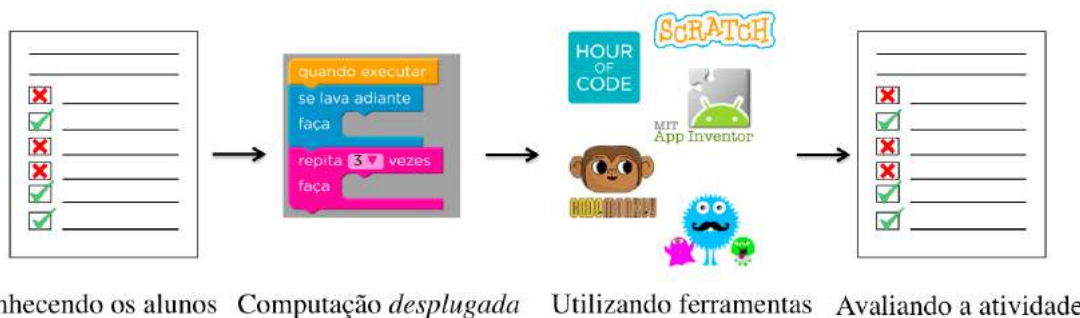 SCRATCH
HOUR
OF
CODE
quando executar
se lava adiante
faça
repita 3 vezes
faça
MIT
App Inventor
CODEMONKEY
nhecendo os alunos
Computação desplugada
Utilizando ferramentas
Avaliando a atividade